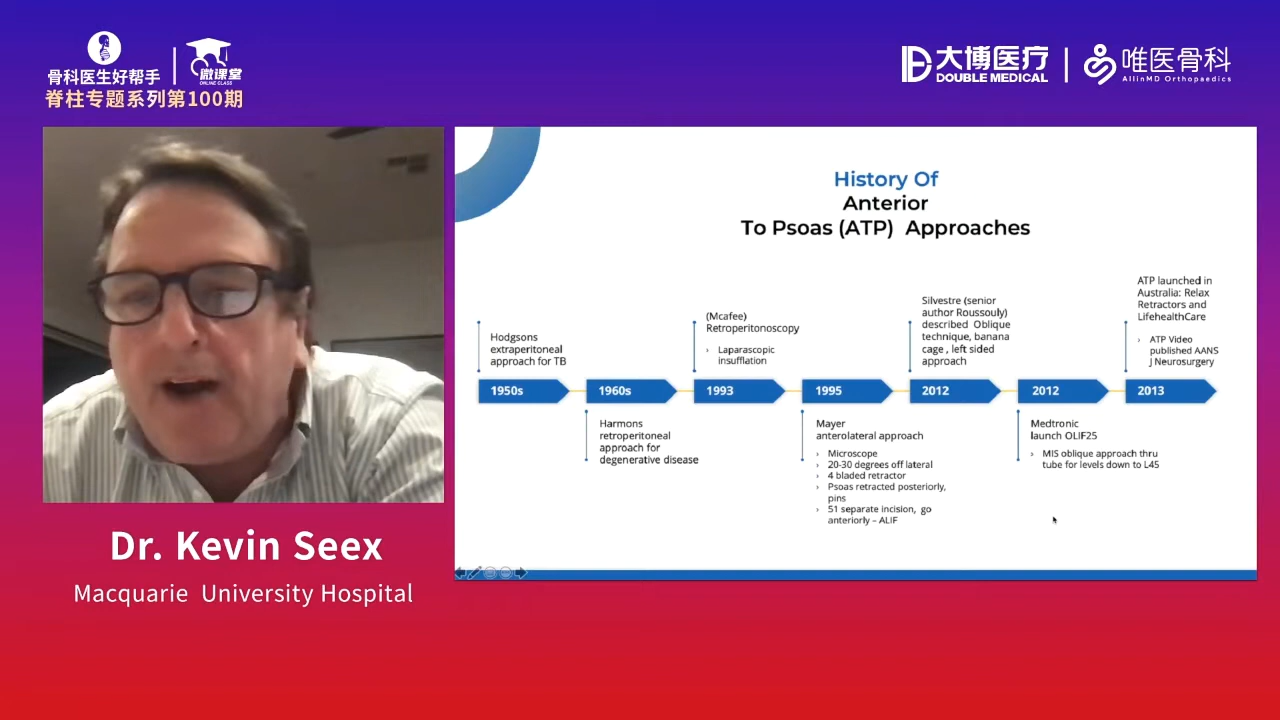 骨科医生好帮手
微课堂
ONLINE CLASS
脊柱专题系列第100期
大博医疗
DOUBLE MEDICAL
唯医骨科
AllinMD Orthopaedics
History Of
Anterior
To Psoas (ATP) Approaches
Hodgsons
extraperitoneal
approach for TB
(Mcafee)
Retroperitonoscopy
› Laparascopic
insufflation
Silvestre (senior
author Roussouly)
described Oblique
technique, banana
cage , left sided
approach
ATP launched in
Australia: Relax
Retractors and
LifehealthCare
› ATP Video
published AANS
J Neurosurgery
1950s
1960s
1993
1995
2012
2012
2013
Harmons
retroperitoneal
approach for
degenerative disease
Mayer
anterolateral approach
› Microscope
› 20-30 degrees off lateral
› 4 bladed retractor
› Psoas retracted posteriorly,
pins
› 51 separate incision, go
anteriorly – ALIF
Medtronic
launch OLIF25
› MIS oblique approach thru
tube for levels down to L45
Dr. Kevin Seex
Macquarie University Hospital